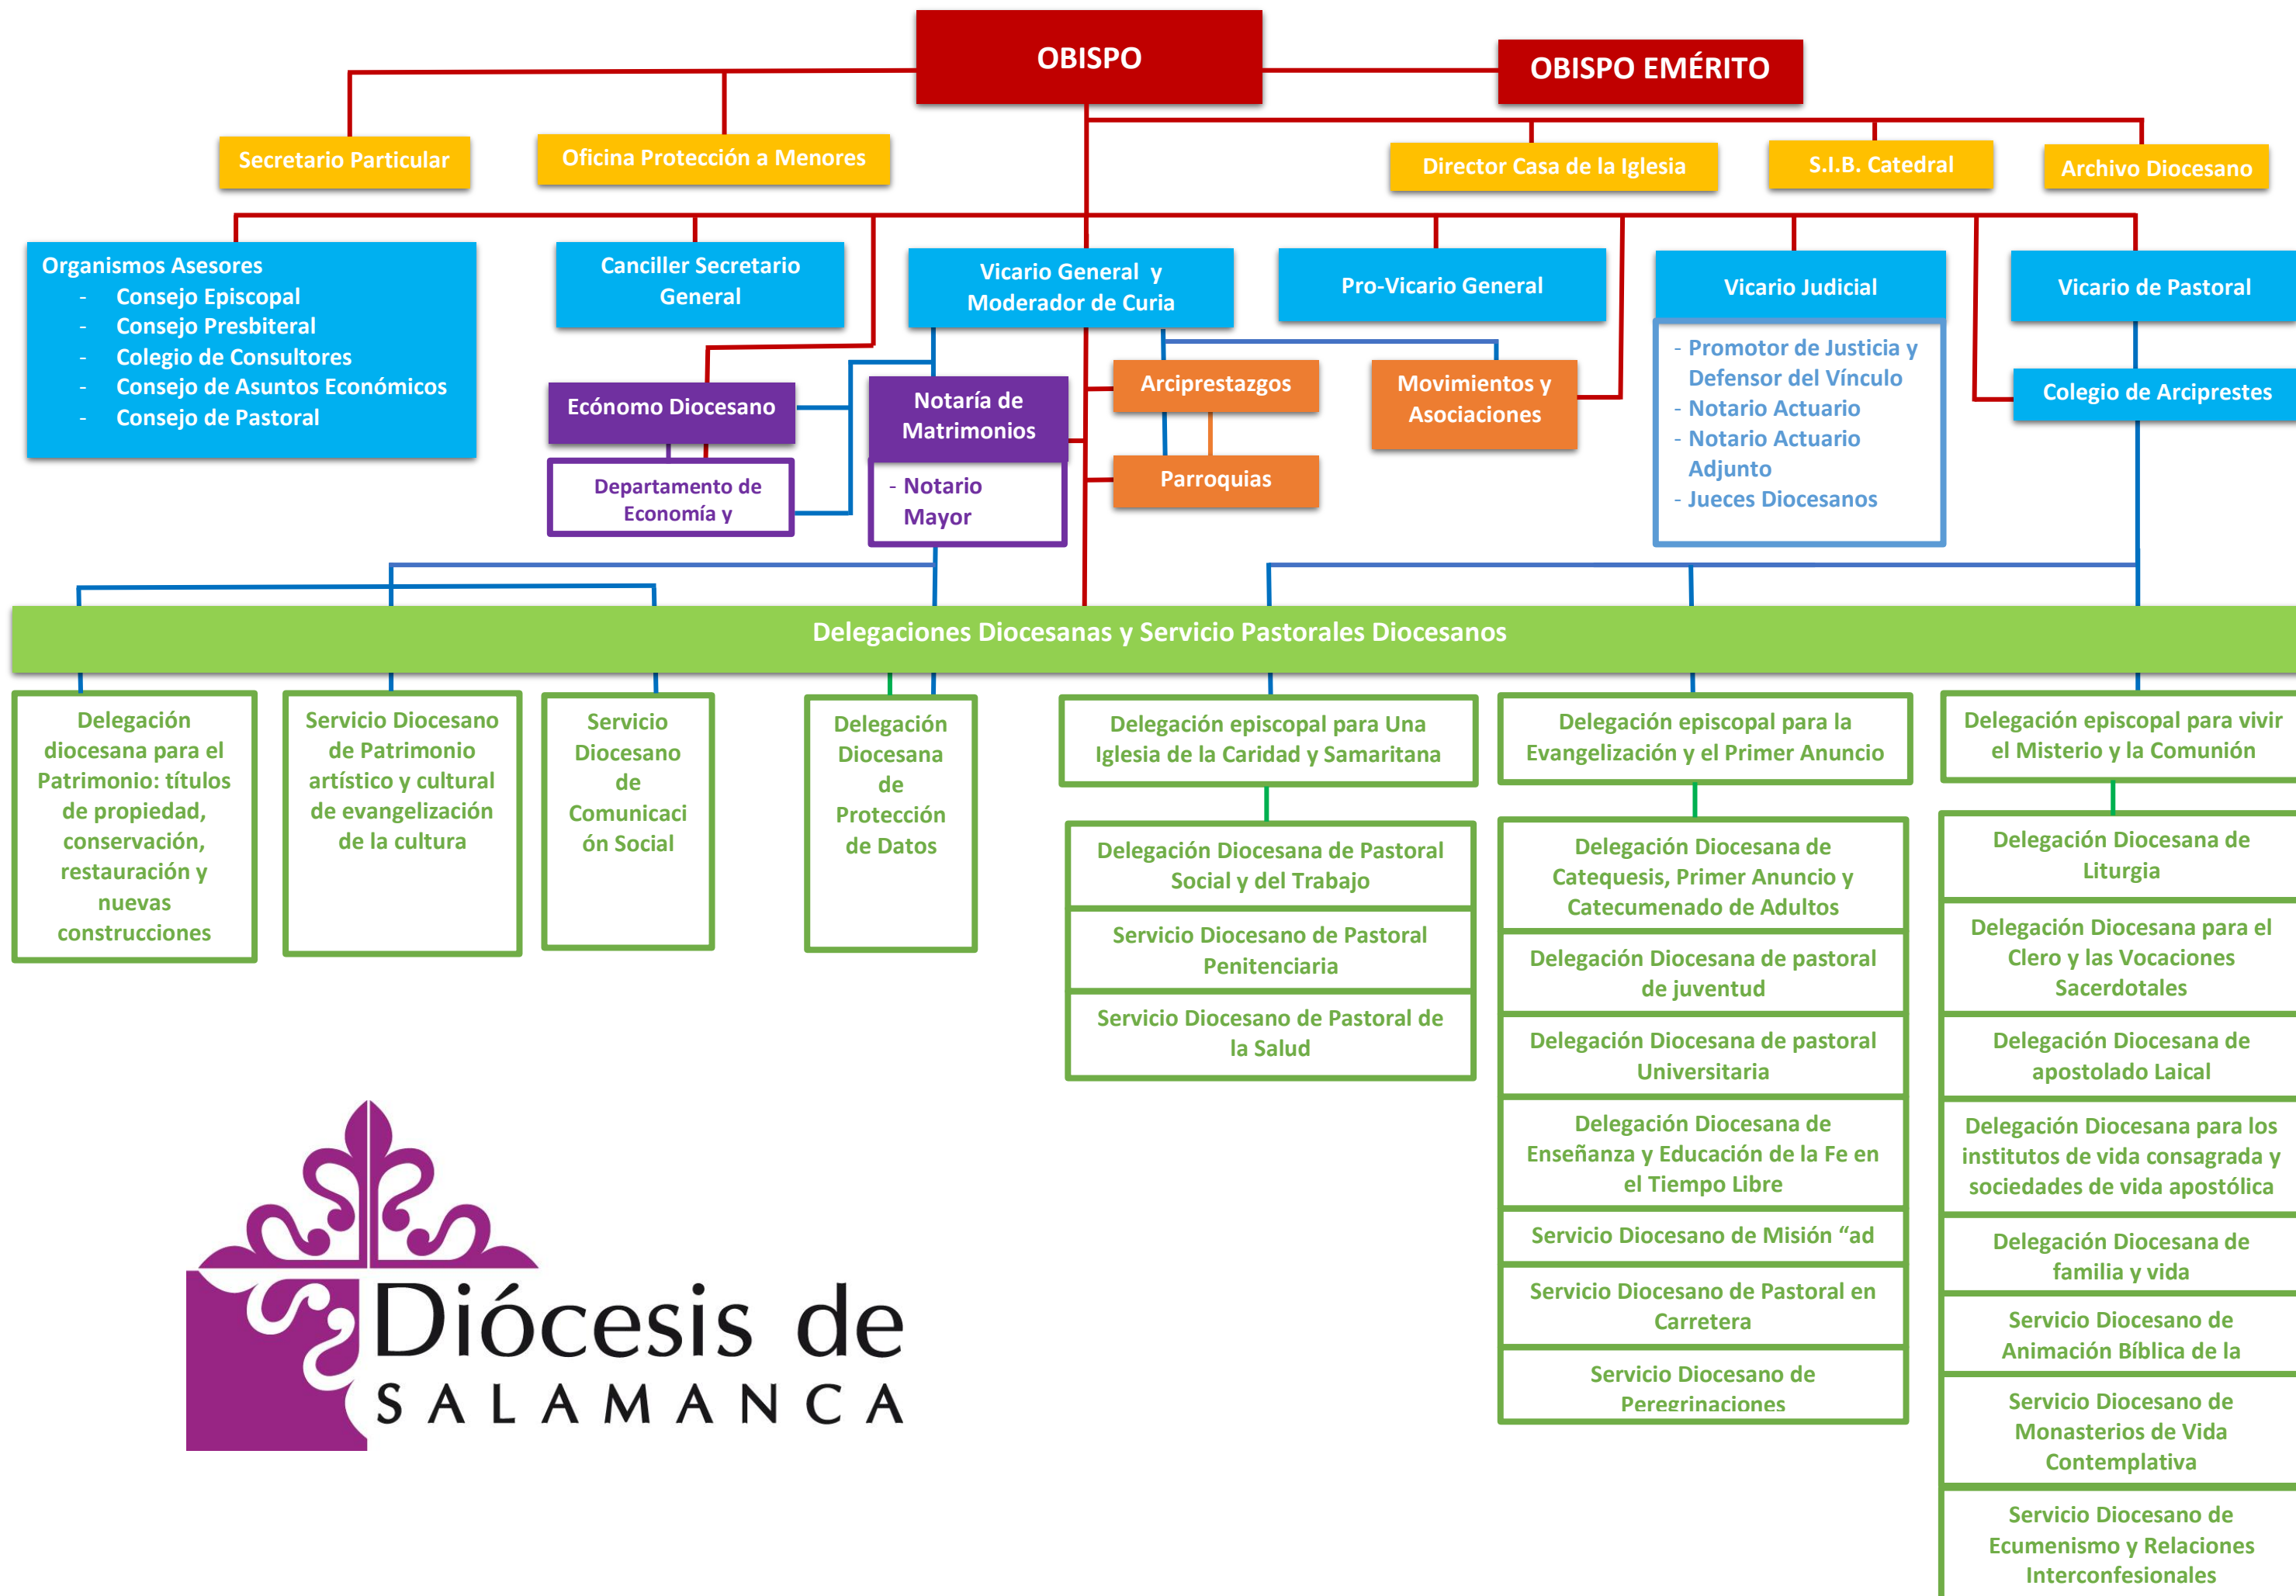 OBISPO
OBISPO EMÉRITO
Secretario Particular
Oficina Protección a Menores
Director Casa de la Iglesia
S.I.B. Catedral
Archivo Diocesano
Organismos Asesores
- Consejo Episcopal
- Consejo Presbiteral
- Colegio de Consultores
- Consejo de Asuntos Económicos
- Consejo de Pastoral
Canciller Secretario
General
Vicario General y
Moderador de Curia
Pro-Vicario General
Vicario Judicial
- Promotor de Justicia y
Defensor del Vínculo
- Notario Actuario
- Notario Actuario
Adjunto
- Jueces Diocesanos
Vicario de Pastoral
Colegio de Arciprestes
Ecónomo Diocesano
Departamento de
Economía y
Notaría de
Matrimonios
- Notario
Mayor
Arciprestazgos
Parroquias
Movimientos y
Asociaciones
Delegaciones Diocesanas y Servicio Pastorales Diocesanos
Delegación
diocesana para el
Patrimonio: títulos
de propiedad,
conservación,
restauración y
nuevas
construcciones
Servicio Diocesano
de Patrimonio
artístico y cultural
de evangelización
de la cultura
Servicio
Diocesano
de
Comunicaci
ón Social
Delegación
Diocesana
de
Protección
de Datos
Delegación episcopal para Una
Iglesia de la Caridad y Samaritana
Delegación Diocesana de Pastoral
Social y del Trabajo
Servicio Diocesano de Pastoral
Penitenciaria
Servicio Diocesano de Pastoral de
la Salud
Delegación episcopal para la
Evangelización y el Primer Anuncio
Delegación Diocesana de
Catequesis, Primer Anuncio y
Catecumenado de Adultos
Delegación Diocesana de pastoral
de juventud
Delegación Diocesana de pastoral
Universitaria
Delegación Diocesana de
Enseñanza y Educación de la Fe en
el Tiempo Libre
Servicio Diocesano de Misión “ad
Servicio Diocesano de Pastoral en
Carretera
Servicio Diocesano de
Peregrinaciones
Delegación episcopal para vivir
el Misterio y la Comunión
Delegación Diocesana de
Liturgia
Delegación Diocesana para el
Clero y las Vocaciones
Sacerdotales
Delegación Diocesana de
apostolado Laical
Delegación Diocesana para los
institutos de vida consagrada y
sociedades de vida apostólica
Delegación Diocesana de
familia y vida
Servicio Diocesano de
Animación Bíblica de la
Servicio Diocesano de
Monasterios de Vida
Contemplativa
Servicio Diocesano de
Ecumenismo y Relaciones
Interconfesionales
Diócesis de
SALAMANCA